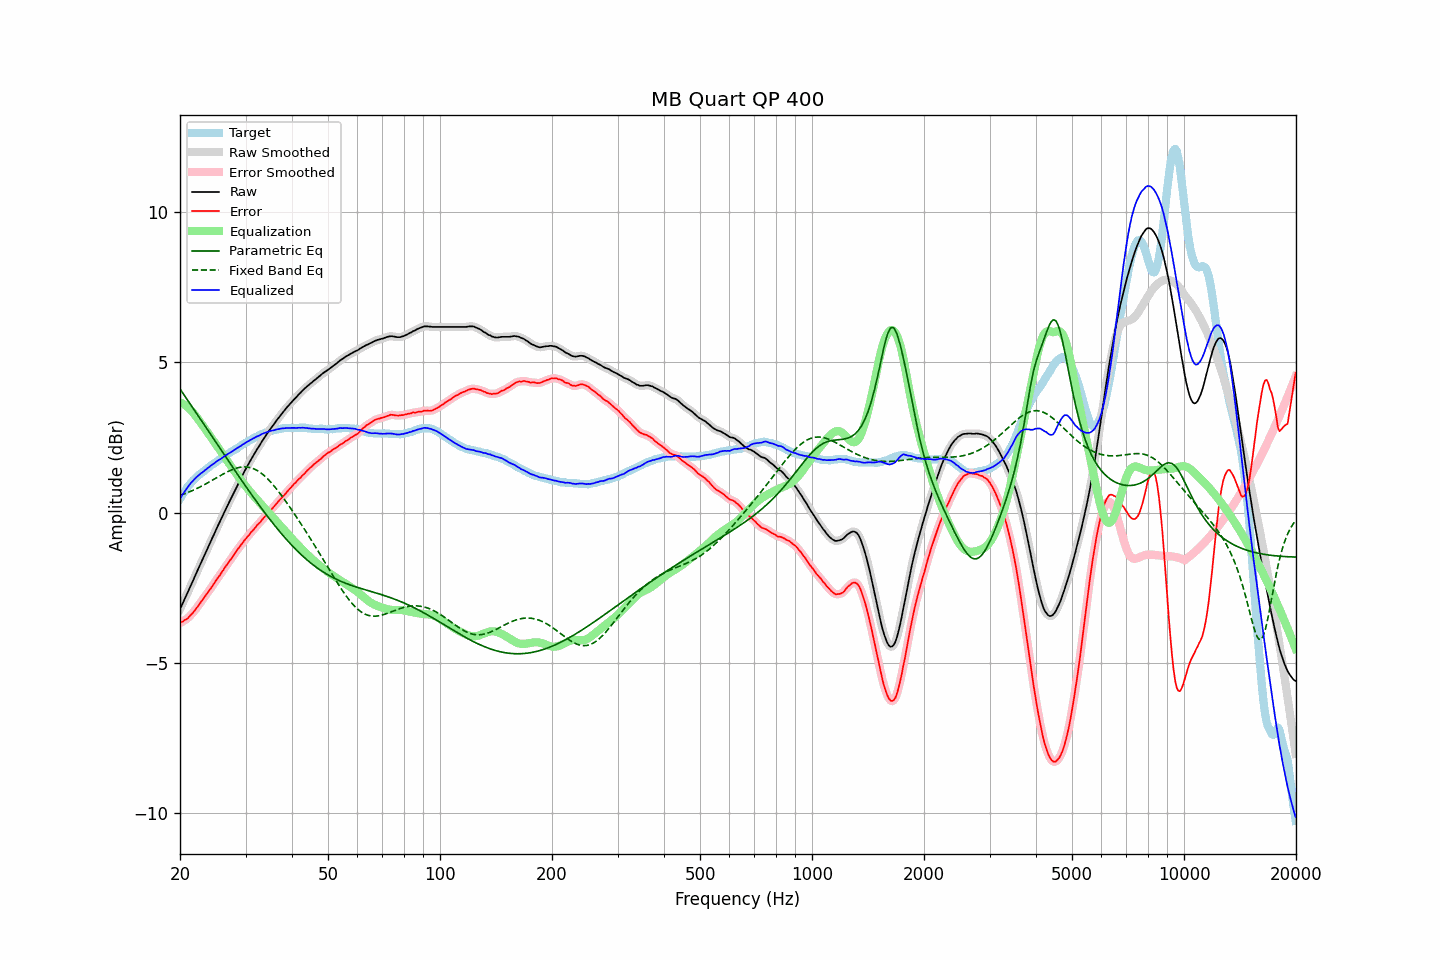 MB Quart QP 400
Target
Raw Smoothed
Error Smoothed
Raw
Error
Equalization
Parametric Eq
Fixed Band Eq
Equalized
10
5
0
−5
−10
Amplitude (dBr)
20 50 100 200 500 1000 2000 5000 10000 20000
Frequency (Hz)